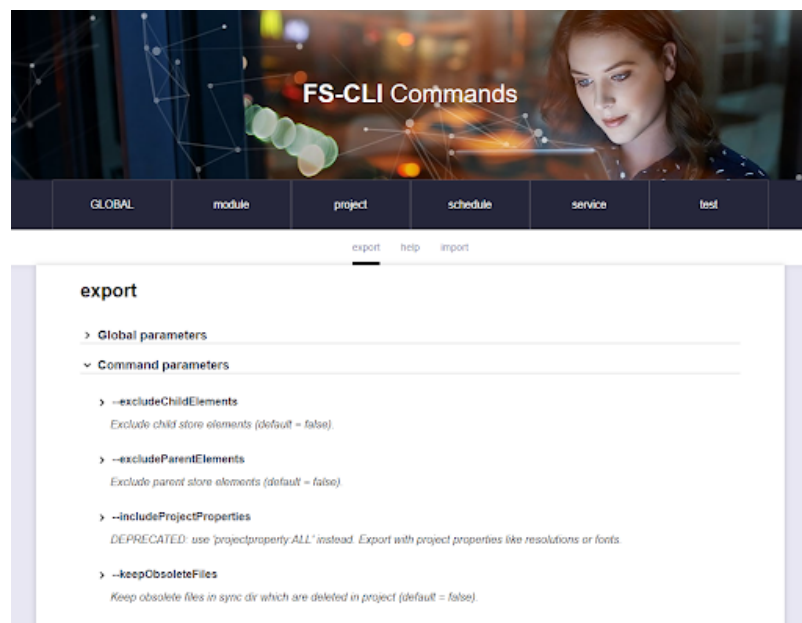 FS-CLI Commands
GLOBAL module project schedule service test
export help import
export
Global parameters
Command parameters
--excludeChildElements
Exclude child store elements (default = false).
--excludeParentElements
Exclude parent store elements (default = false)
--includeProjectProperties
DEPRECATED: use 'projectproperty:ALL' instead. Export with project properties like resolutions or fonts.
--keepObsoleteFiles
Keep obsolete files in sync dir which are deleted in project (default = false).